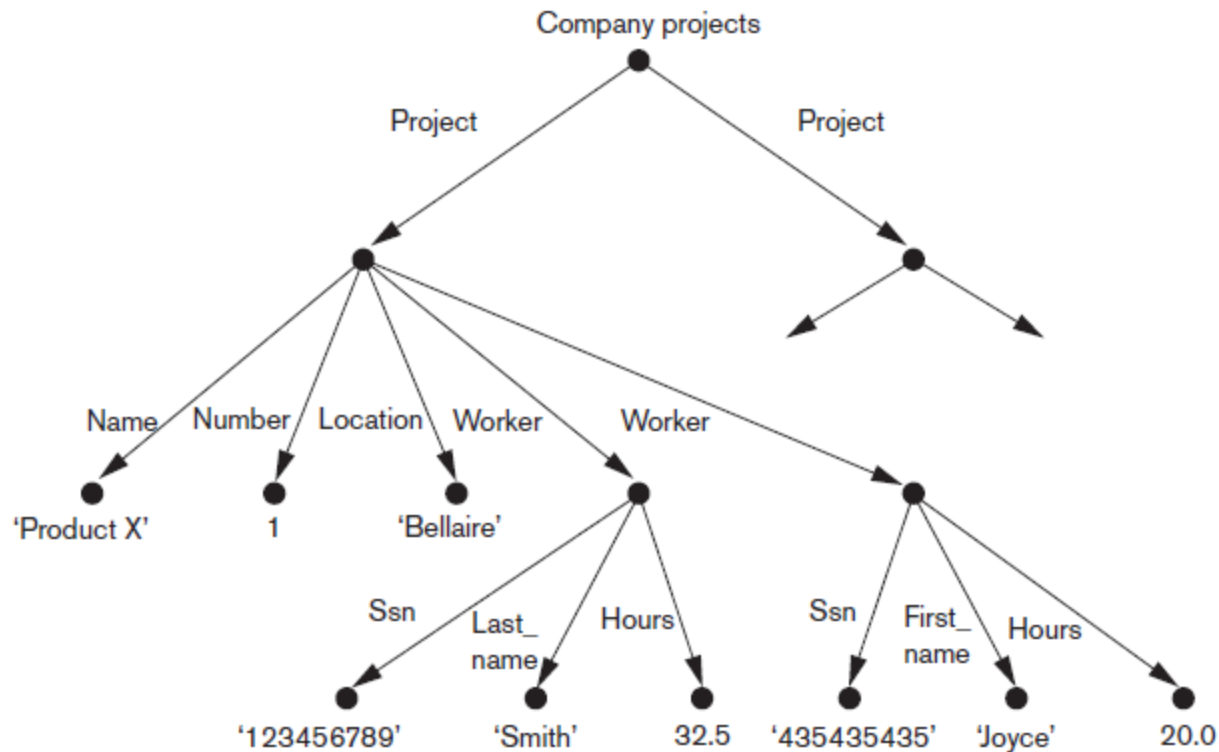 Company projects
Project
Project
Name
Number
Location
Worker
Worker
‘Product X’
1
‘Bellaire’
Ssn
Last_
name
Hours
Ssn
First_
name
Hours
‘123456789’
‘Smith’
32.5
‘435435435’
‘Joyce’
20.0